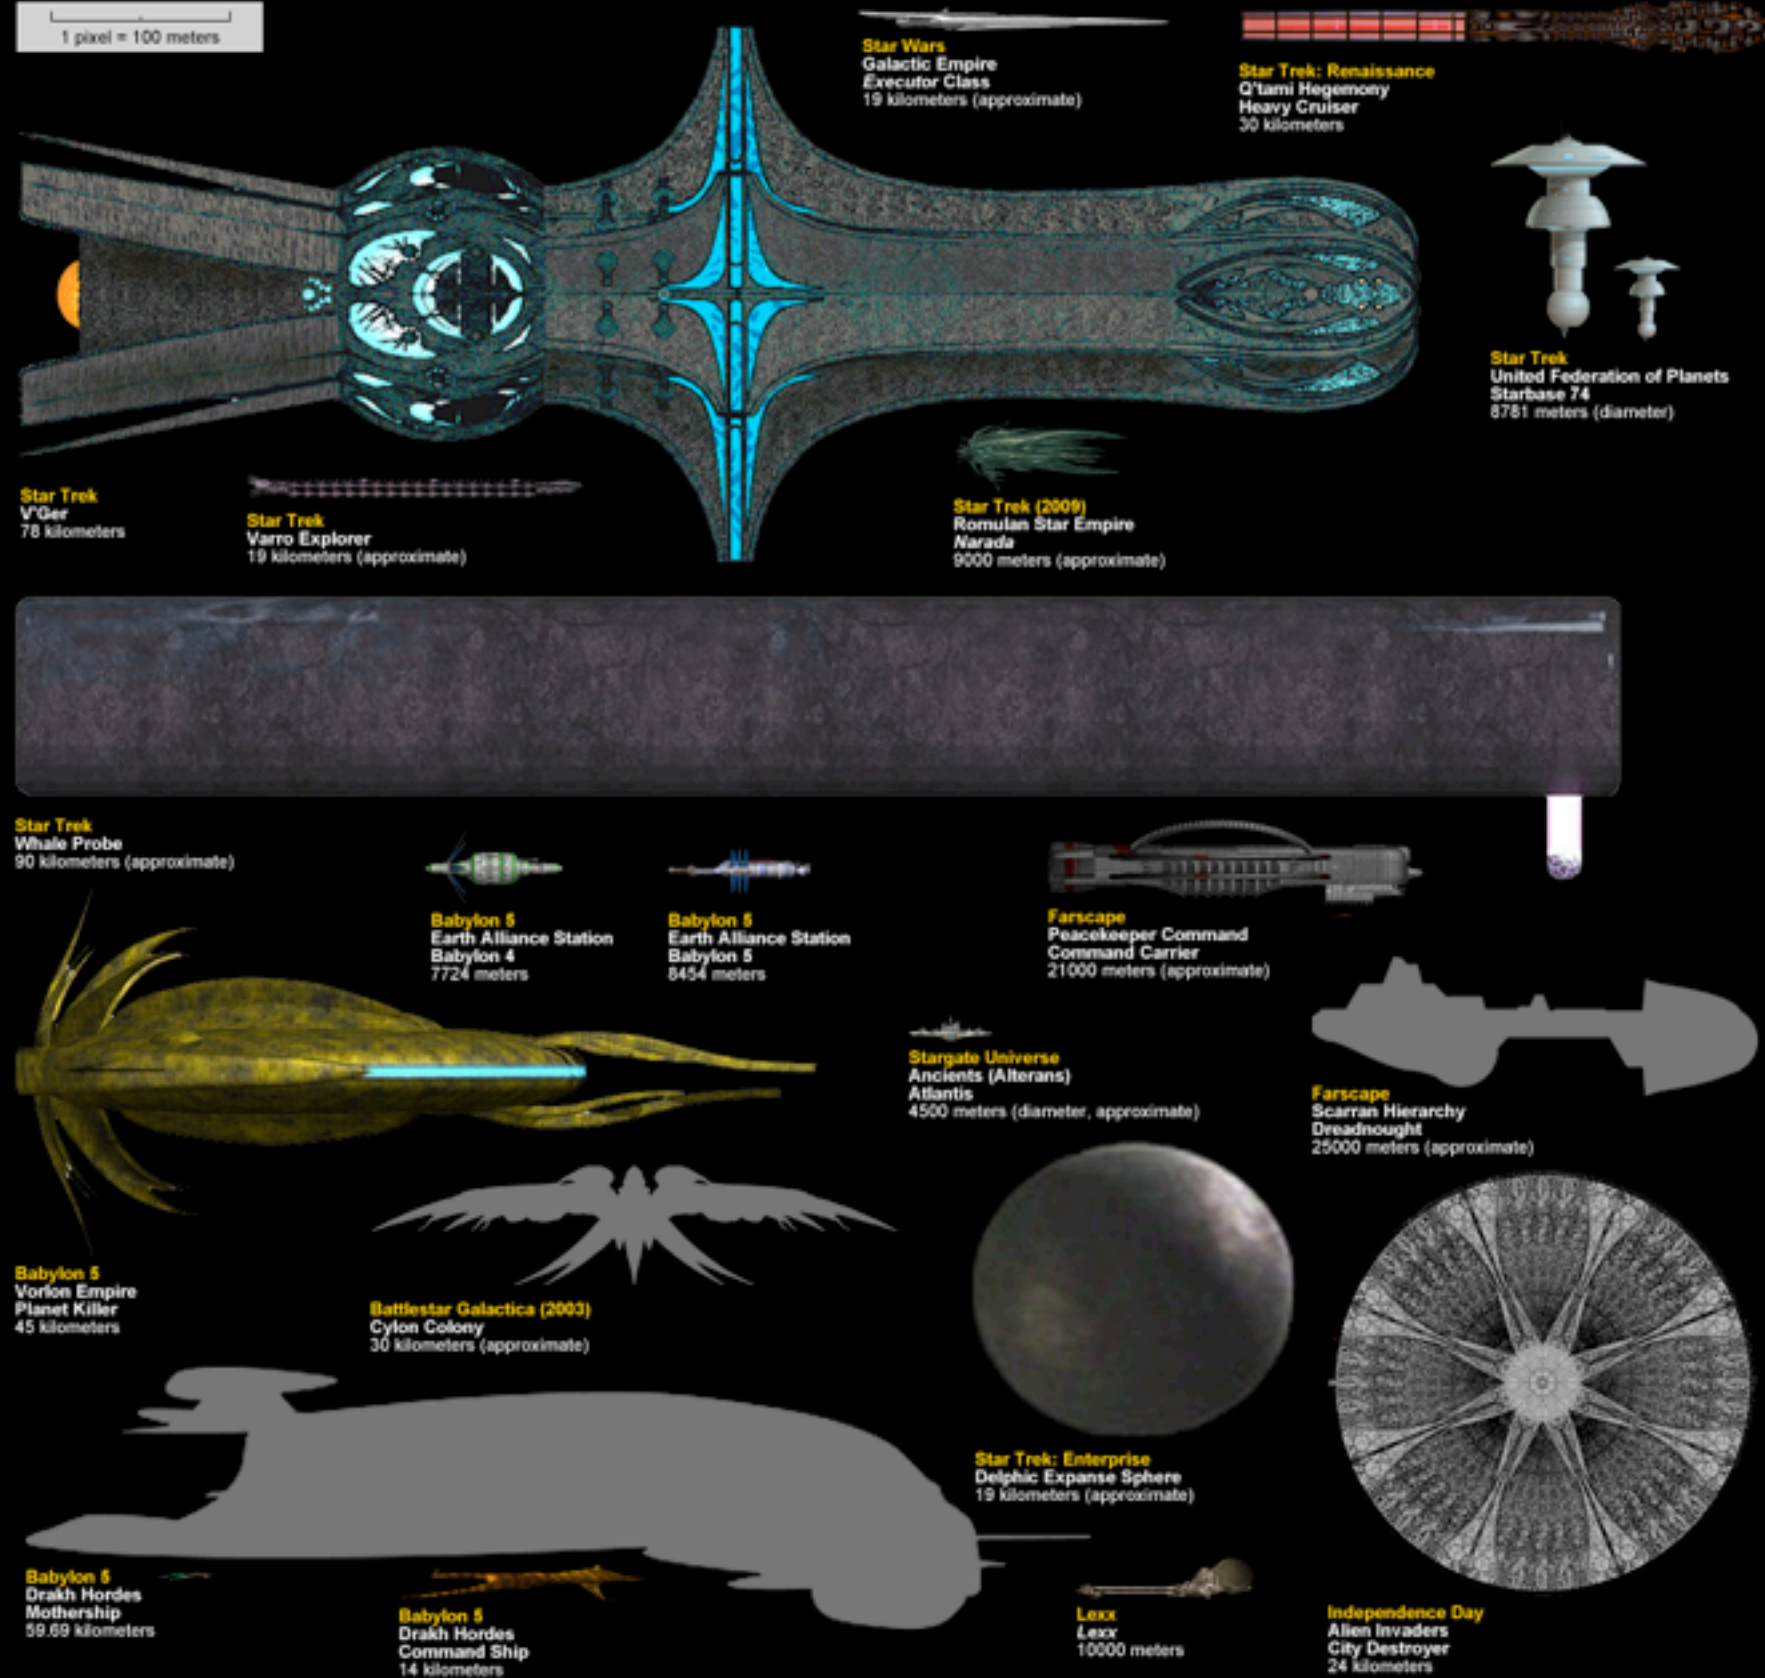 1 pixel = 100 meters
Star Wars
Galactic Empire
Executor Class
19 kilometers (approximate)
Star Trek: Renaissance
Q'tami Hegemony
Heavy Cruiser
30 kilometers
Star Trek
United Federation of Planets
Starbase 74
8781 meters (diameter)
Star Trek
V'Ger
78 kilometers
Star Trek
Varro Explorer
19 kilometers (approximate)
Star Trek (2009)
Romulan Star Empire
Narada
9000 meters (approximate)
Star Trek
Whale Probe
90 kilometers (approximate)
Babylon 5
Earth Alliance Station
Babylon 4
7724 meters
Babylon 5
Earth Alliance Station
Babylon 5
8454 meters
Farscape
Peacekeeper Command
Command Carrier
21000 meters (approximate)
Stargate Universe
Ancients (Alterans)
Atlantis
4500 meters (diameter, approximate)
Farscape
Scarran Hierarchy
Dreadnought
25000 meters (approximate)
Babylon 5
Vorlon Empire
Planet Killer
45 kilometers
Battlestar Galactica (2003)
Cylon Colony
30 kilometers (approximate)
Star Trek: Enterprise
Delphic Expanse Sphere
19 kilometers (approximate)
Babylon 5
Drakh Hordes
Mothership
59.69 kilometers
Babylon 5
Drakh Hordes
Command Ship
14 kilometers
Lexx
Lexx
10000 meters
Independence Day
Alien Invaders
City Destroyer
24 kilometers